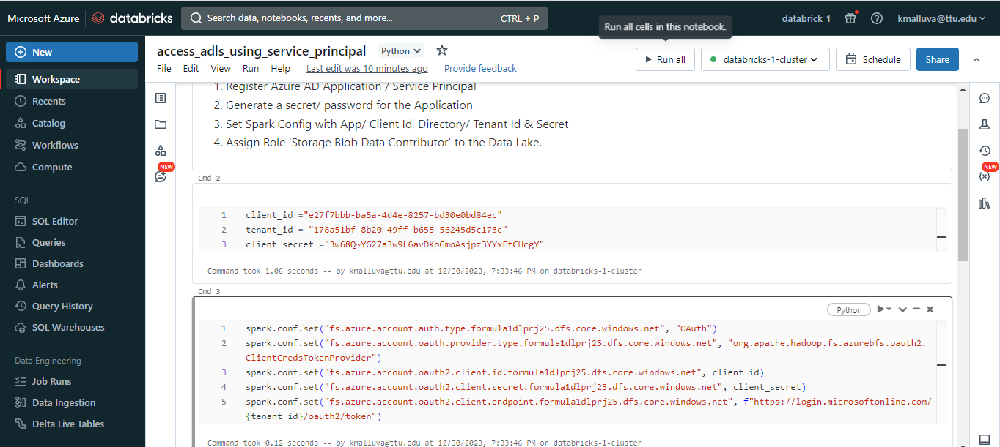 Microsoft Azure databricks Search data, notebooks, recents, and more... CTRL + P databrick_1 kmalluva@ttu.edu
Run all cells in this notebook.
New
Workspace
Recents
Catalog
Workflows
Compute
SQL
SQL Editor
Queries
Dashboards
Alerts
Query History
SQL Warehouses
Data Engineering
Job Runs
Data Ingestion
Delta Live Tables
access_adls_using_service_principal Python
File Edit View Run Help Last edit was 10 minutes ago Provide feedback
Run all databricks-1-cluster Schedule Share
NEW
NEW
1. Register Azure AD Application / Service Principal
2. Generate a secret/ password for the Application
3. Set Spark Config with App/ Client Id, Directory/ Tenant Id & Secret
4. Assign Role 'Storage Blob Data Contributor' to the Data Lake.
Cmd 2
1 client_id ="e27f7bbb-ba5a-4d4e-8257-bd30e0bd84ec"
2 tenant_id = "178a51bf-8b20-49ff-b655-56245d5c173c"
3 client_secret ="3w68Q~YG27a3w9L6avDKoGmoAsjpz3YYxEtCHcgY"
Command took 1.06 seconds -- by kmalluva@ttu.edu at 12/30/2023, 7:33:46 PM on databricks-1-cluster
Cmd 3
Python
1 spark.conf.set("fs.azure.account.auth.type.formula1dlprj25.dfs.core.windows.net", "OAuth")
2 spark.conf.set("fs.azure.account.oauth.provider.type.formula1dlprj25.dfs.core.windows.net", "org.apache.hadoop.fs.azurebfs.oauth2.
ClientCredsTokenProvider")
3 spark.conf.set("fs.azure.account.oauth2.client.id.formula1dlprj25.dfs.core.windows.net", client_id)
4 spark.conf.set("fs.azure.account.oauth2.client.secret.formula1dlprj25.dfs.core.windows.net", client_secret)
5 spark.conf.set("fs.azure.account.oauth2.client.endpoint.formula1dlprj25.dfs.core.windows.net", f"https://login.microsoftonline.com/
{tenant_id}/oauth2/token")
Command took 0.12 seconds -- by kmalluva@ttu.edu at 12/30/2023, 7:33:46 PM on databricks-1-cluster